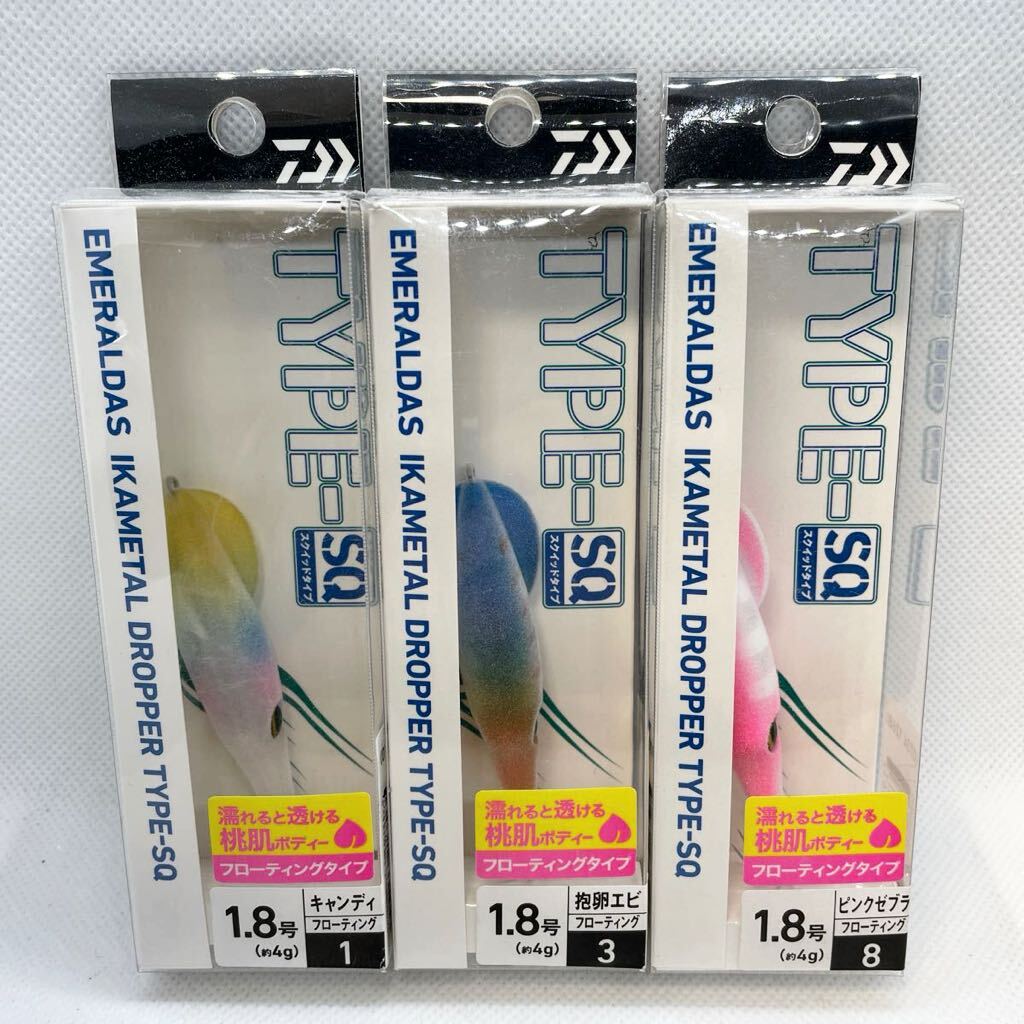 EMERALDAS IKAMETAL DROPPER TYPE-SQ
TYPE-SQ
スクイッドタイプ
濡れると透ける
桃肌ボディー
フローティングタイプ
1.8号
(約4g)
キャンディ
フローティング
1
EMERALDAS IKAMETAL DROPPER TYPE-SQ
TYPE-SQ
スクイッドタイプ
濡れると透ける
桃肌ボディー
フローティングタイプ
1.8号
(約4g)
抱卵エビ
フローティング
3
EMERALDAS IKAMETAL DROPPER TYPE-SQ
TYPE-SQ
スクイッドタイプ
濡れると透ける
桃肌ボディー
フローティングタイプ
1.8号
(約4g)
ピンクゼブラ
フローティング
8